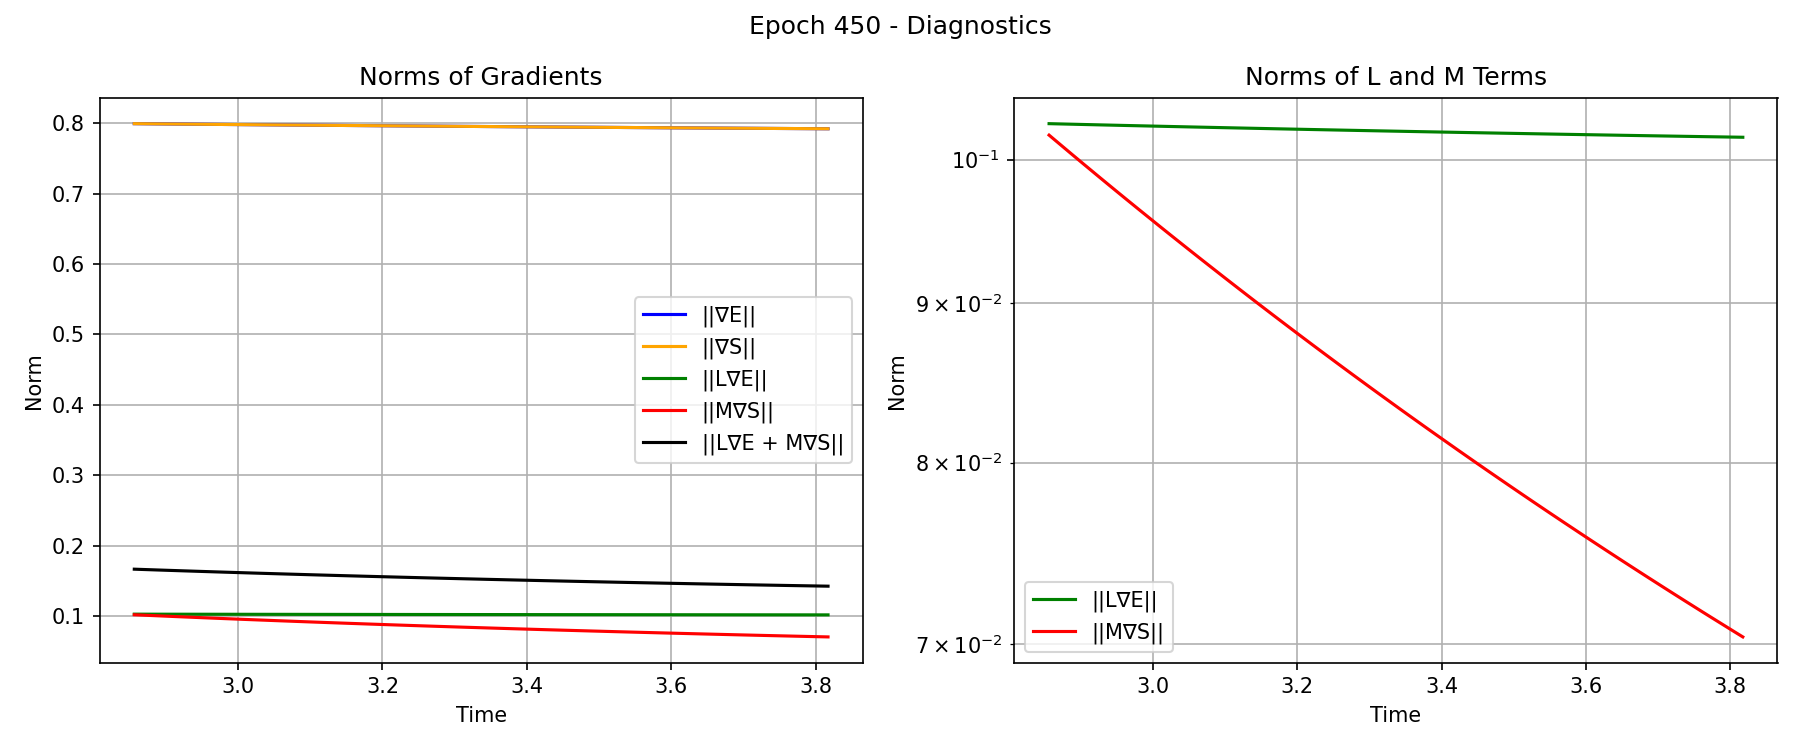 Epoch 450 - Diagnostics
Norms of Gradients
Norm
0.8
0.7
0.6
0.5
0.4
0.3
0.2
0.1
||∇E||
||∇S||
||L∇E||
||M∇S||
||L∇E + M∇S||
3.0 3.2 3.4 3.6 3.8
Time
Norms of L and M Terms
Norm
10⁻¹
9 × 10⁻²
8 × 10⁻²
7 × 10⁻²
||L∇E||
||M∇S||
3.0 3.2 3.4 3.6 3.8
Time